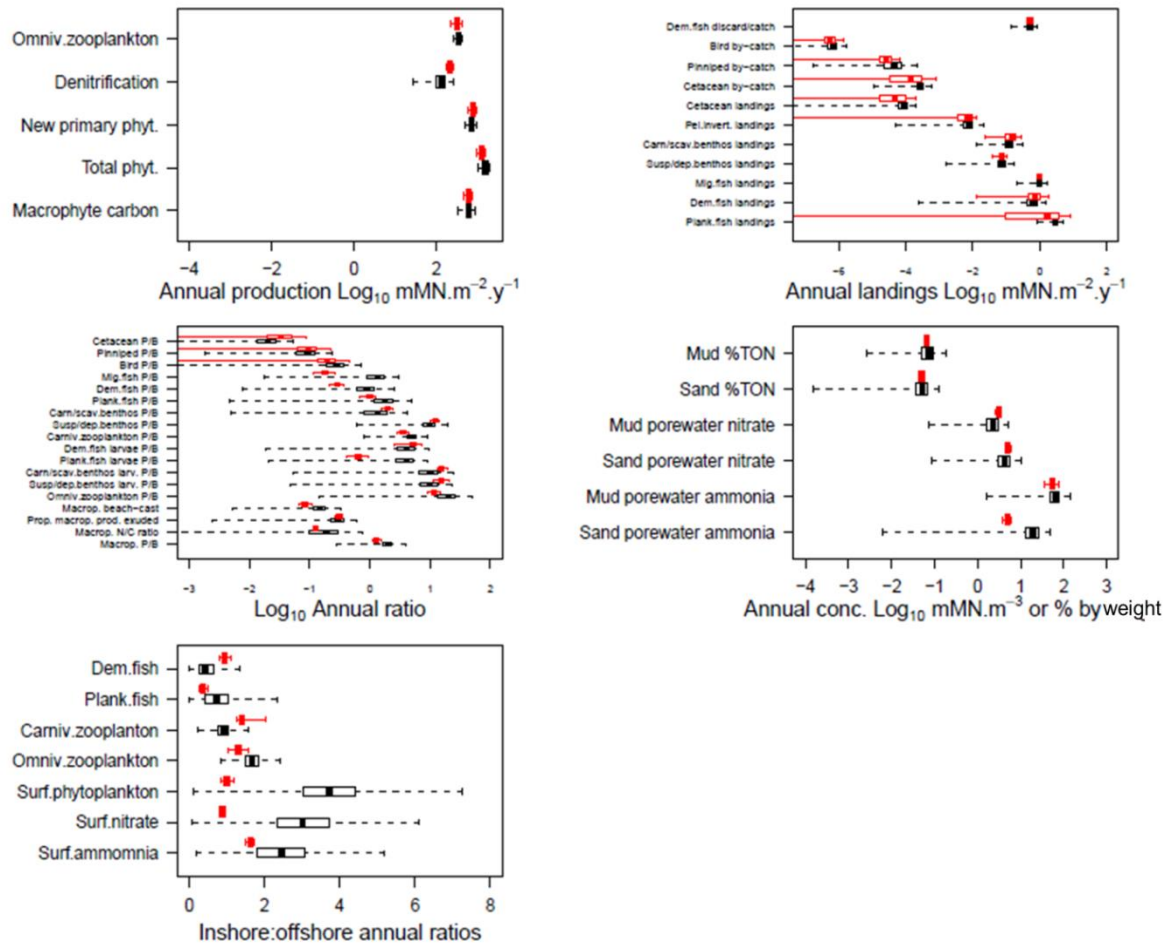 Omniv.zooplankton
Denitrification
New primary phyt.
Total phyt.
Macrophyte carbon
−4 −2 0 2
Annual production Log10 mMN.m−2.y−1
Dem.fish discard/catch
Bird by-catch
Pinniped by-catch
Cetacean by-catch
Cetacean landings
Pel.invert. landings
Carn/scav.benthos landings
Susp/dep.benthos landings
Mig.fish landings
Dem.fish landings
Plank.fish landings
−6 −4 −2 0 2
Annual landings Log10 mMN.m−2.y−1
Cetacean P/B
Pinniped P/B
Bird P/B
Mig.fish P/B
Dem.fish P/B
Plank.fish P/B
Carn/scav.benthos P/B
Susp/dep.benthos P/B
Carniv.zooplankton P/B
Dem.fish larvae P/B
Plank.fish larvae P/B
Carn/scav.benthos larv. P/B
Susp/dep.benthos larv. P/B
Omniv.zooplankton P/B
Macrop. beach-cast
Prop. macrop. prod. exuded
Macrop. N/C ratio
Macrop. P/B
−3 −2 −1 0 1 2
Log10 Annual ratio
Mud %TON
Sand %TON
Mud porewater nitrate
Sand porewater nitrate
Mud porewater ammonia
Sand porewater ammonia
−4 −3 −2 −1 0 1 2 3
Annual conc. Log10 mMN.m−3 or % by weight
Dem.fish
Plank.fish
Carniv.zooplanton
Omniv.zooplankton
Surf.phytoplankton
Surf.nitrate
Surf.ammomnia
0 2 4 6 8
Inshore:offshore annual ratios